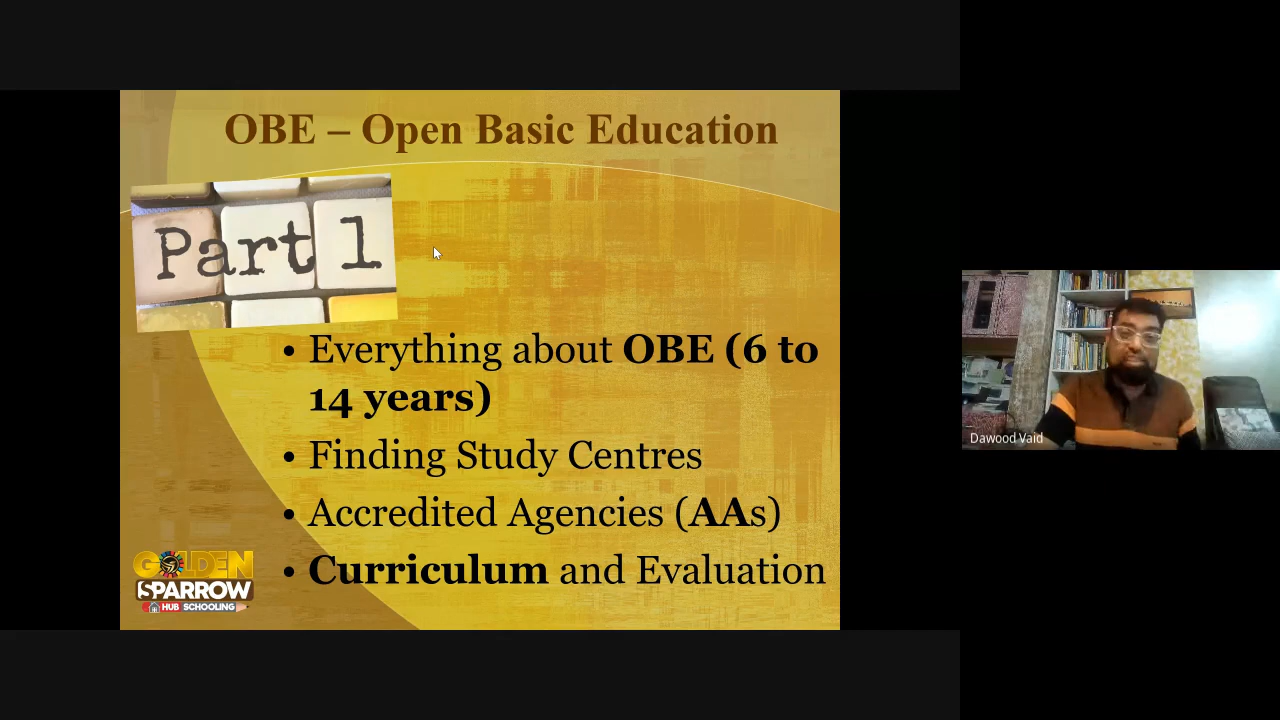 OBE – Open Basic Education
Part 1
• Everything about OBE (6 to
14 years)
• Finding Study Centres
• Accredited Agencies (AAs)
• Curriculum and Evaluation
GOLDEN
SPARROW
HUB SCHOOLING
Dawood Vaid